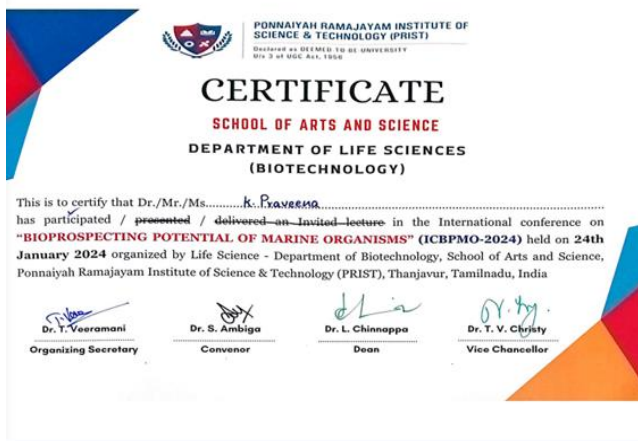 PONNAIYAH RAMAJAYAM INSTITUTE OF
SCIENCE & TECHNOLOGY (PRIST)
Declared as DEEMED TO BE UNIVERSITY
U/s 3 of UGC Act, 1956
CERTIFICATE
SCHOOL OF ARTS AND SCIENCE
DEPARTMENT OF LIFE SCIENCES
(BIOTECHNOLOGY)
This is to certify that Dr./Mr./Ms. K. Praveena
has participated / presented / delivered an Invited lecture in the International conference on
"BIOPROSPECTING POTENTIAL OF MARINE ORGANISMS" (ICBPMO-2024) held on 24th
January 2024 organized by Life Science - Department of Biotechnology, School of Arts and Science,
Ponnaiyah Ramajayam Institute of Science & Technology (PRIST), Thanjavur, Tamilnadu, India
Dr. T. Veeramani Dr. S. Ambiga Dr. L. Chinnappa Dr. T. V. Christy
Organizing Secretary Convenor Dean Vice Chancellor